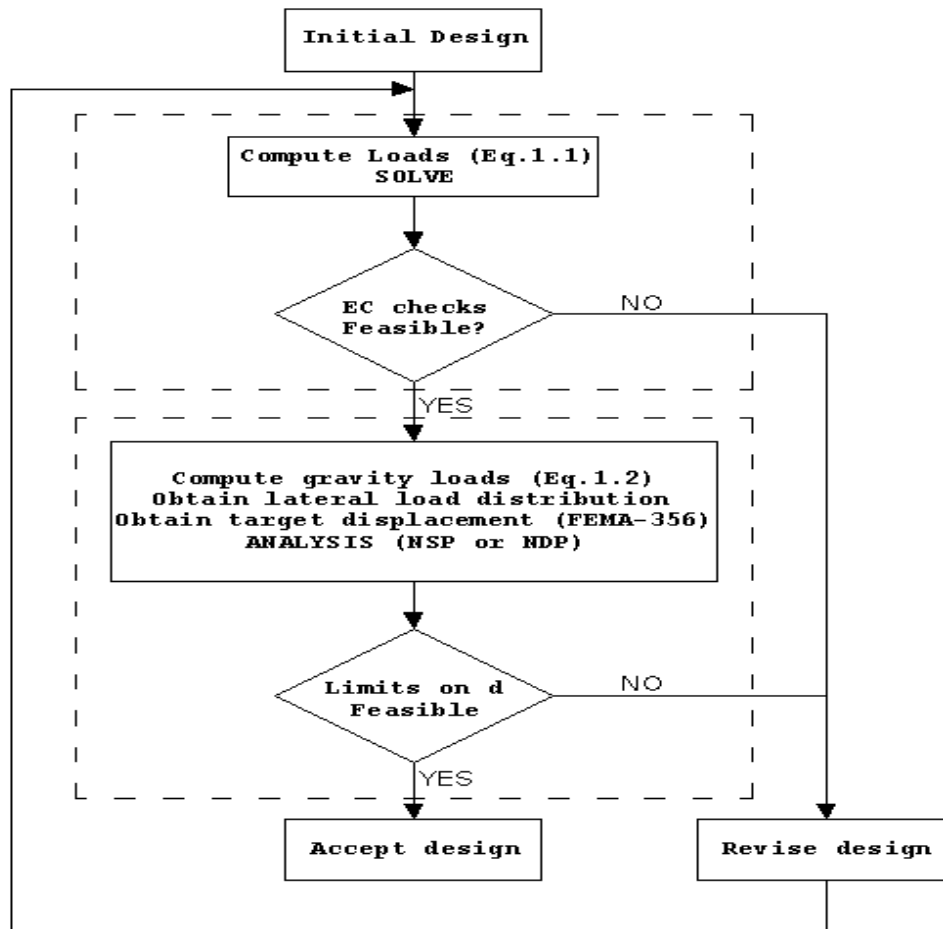 Initial Design
Compute Loads (Eq.1.1)
SOLVE
EC checks
Feasible?
NO
YES
Compute gravity loads (Eq.1.2)
Obtain lateral load distribution
Obtain target displacement (FEMA-356)
ANALYSIS (NSP or NDP)
Limits on d
Feasible
NO
YES
Accept design
Revise design